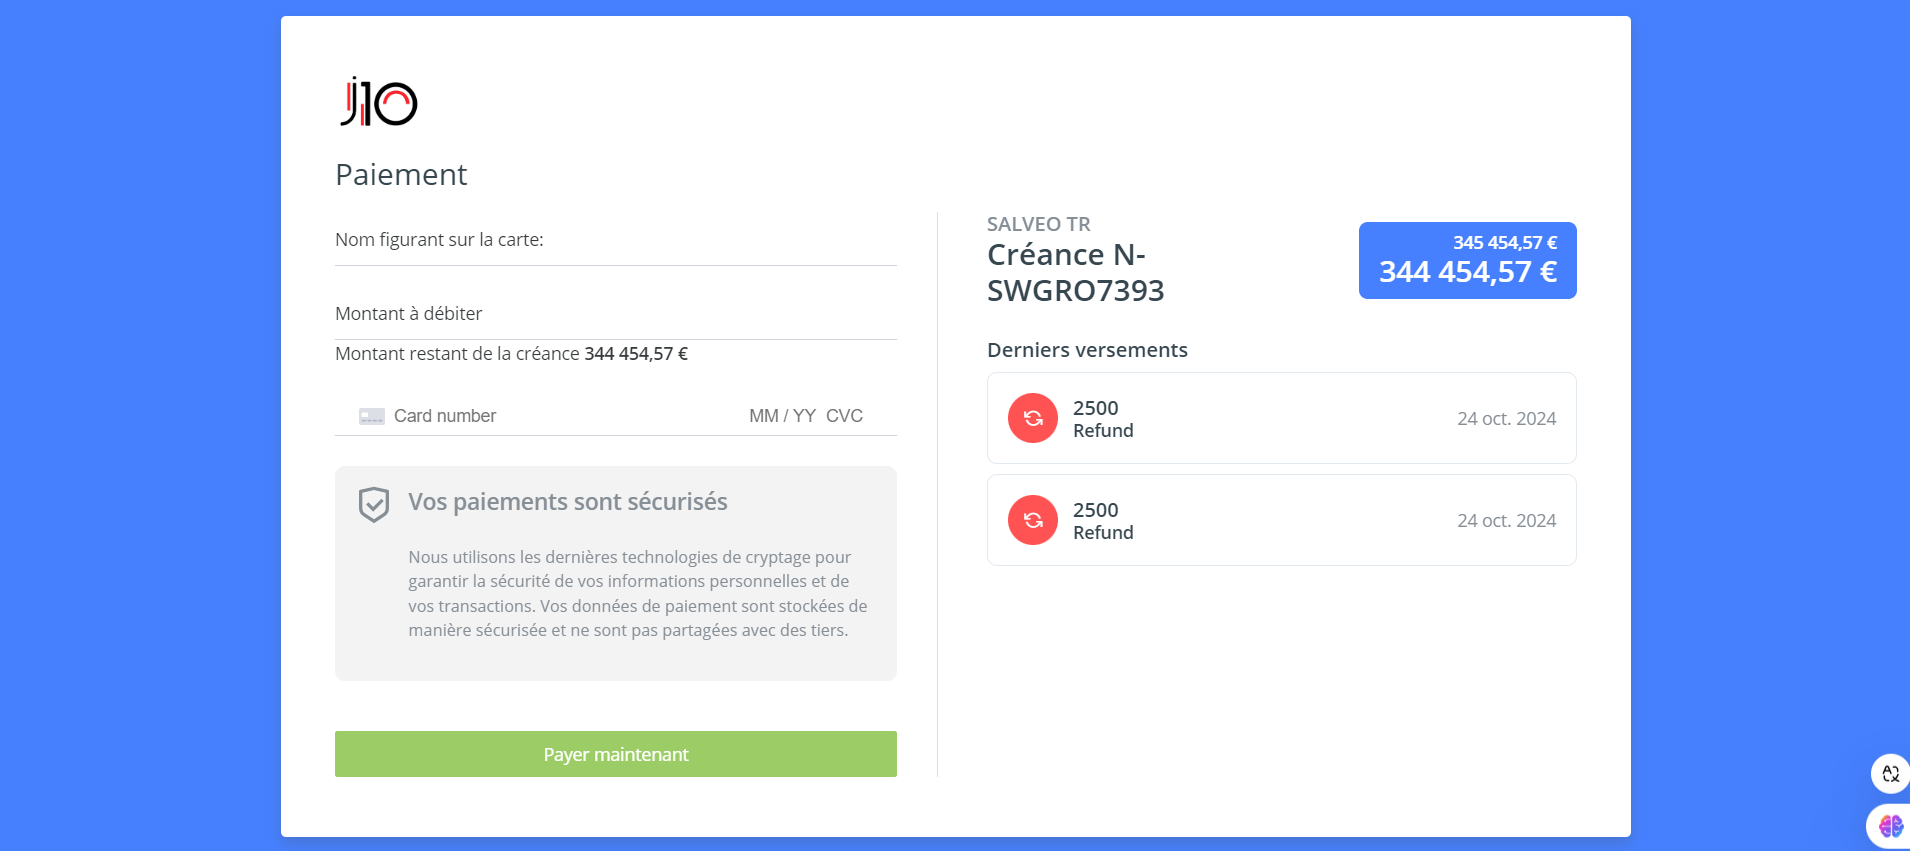 j10
Paiement
Nom figurant sur la carte:
Montant à débiter
Montant restant de la créance 344 454,57 €
Card number MM / YY CVC
Vos paiements sont sécurisés
Nous utilisons les dernières technologies de cryptage pour
garantir la sécurité de vos informations personnelles et de
vos transactions. Vos données de paiement sont stockées de
manière sécurisée et ne sont pas partagées avec des tiers.
Payer maintenant
SALVEO TR
Créance N-
SWGRO7393
345 454,57 €
344 454,57 €
Derniers versements
2500
Refund
24 oct. 2024
2500
Refund
24 oct. 2024